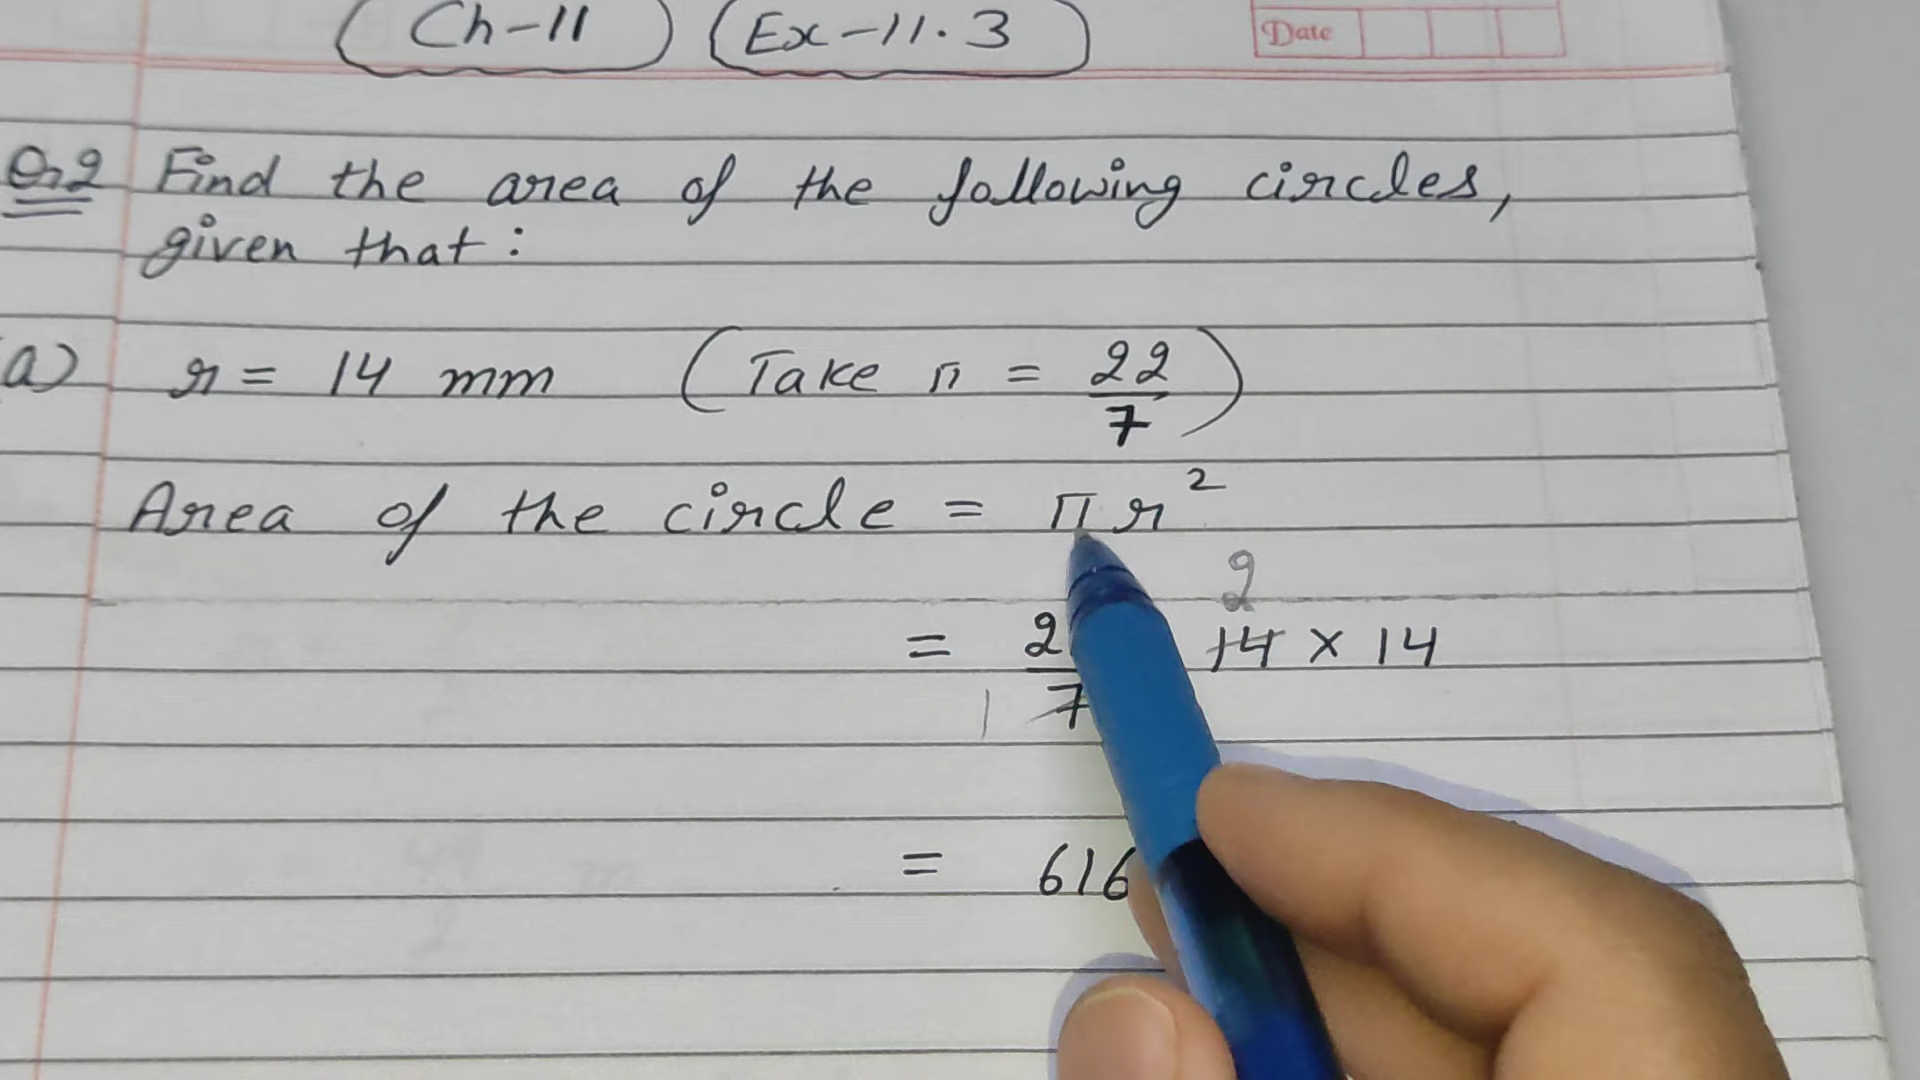 Ch-11 Ex-11.3 Date
Q.2 Find the area of the following circles,
given that:
(a) r = 14 mm (Take π = 22/7)
Area of the circle = πr²
2
= 2 14 × 14
1 7
= 616